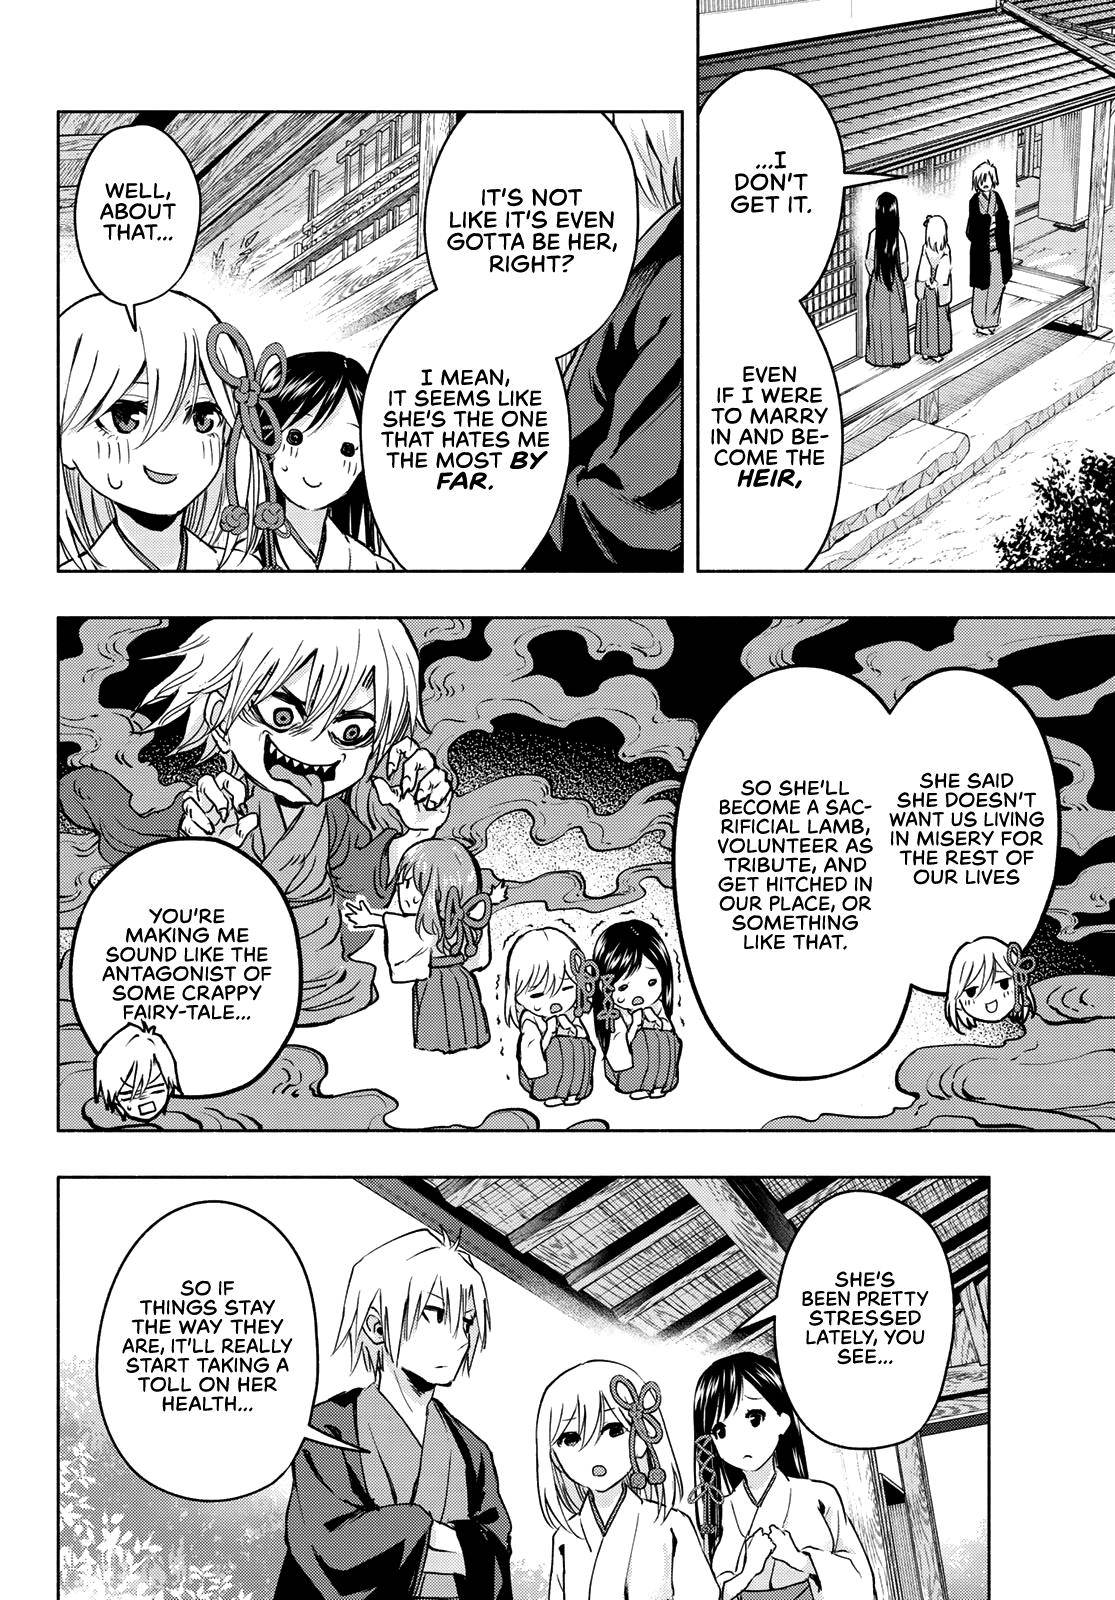 ...I
DON'T
GET IT.
EVEN
IF I WERE
TO MARRY
IN AND BE-
COME THE
HEIR,
IT'S NOT
LIKE IT'S EVEN
GOTTA BE HER,
RIGHT?
I MEAN,
IT SEEMS LIKE
SHE'S THE ONE
THAT HATES ME
THE MOST BY
FAR.
WELL,
ABOUT
THAT...
SHE SAID
SHE DOESN'T
WANT US LIVING
IN MISERY FOR
THE REST OF
OUR LIVES
SO SHE'LL
BECOME A SAC-
RIFICIAL LAMB,
VOLUNTEER AS
TRIBUTE, AND
GET HITCHED IN
OUR PLACE, OR
SOMETHING
LIKE THAT.
YOU'RE
MAKING ME
SOUND LIKE THE
ANTAGONIST OF
SOME CRAPPY
FAIRY-TALE...
SHE'S
BEEN PRETTY
STRESSED
LATELY, YOU
SEE...
SO IF
THINGS STAY
THE WAY THEY
ARE, IT'LL REALLY
START TAKING A
TOLL ON HER
HEALTH...